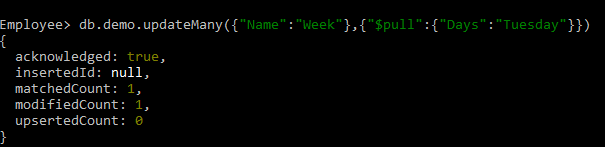 Employee> db.demo.updateMany({"Name":"Week"},{"$pull":{"Days":"Tuesday"}})
{
  acknowledged: true,
  insertedId: null,
  matchedCount: 1,
  modifiedCount: 1,
  upsertedCount: 0
}